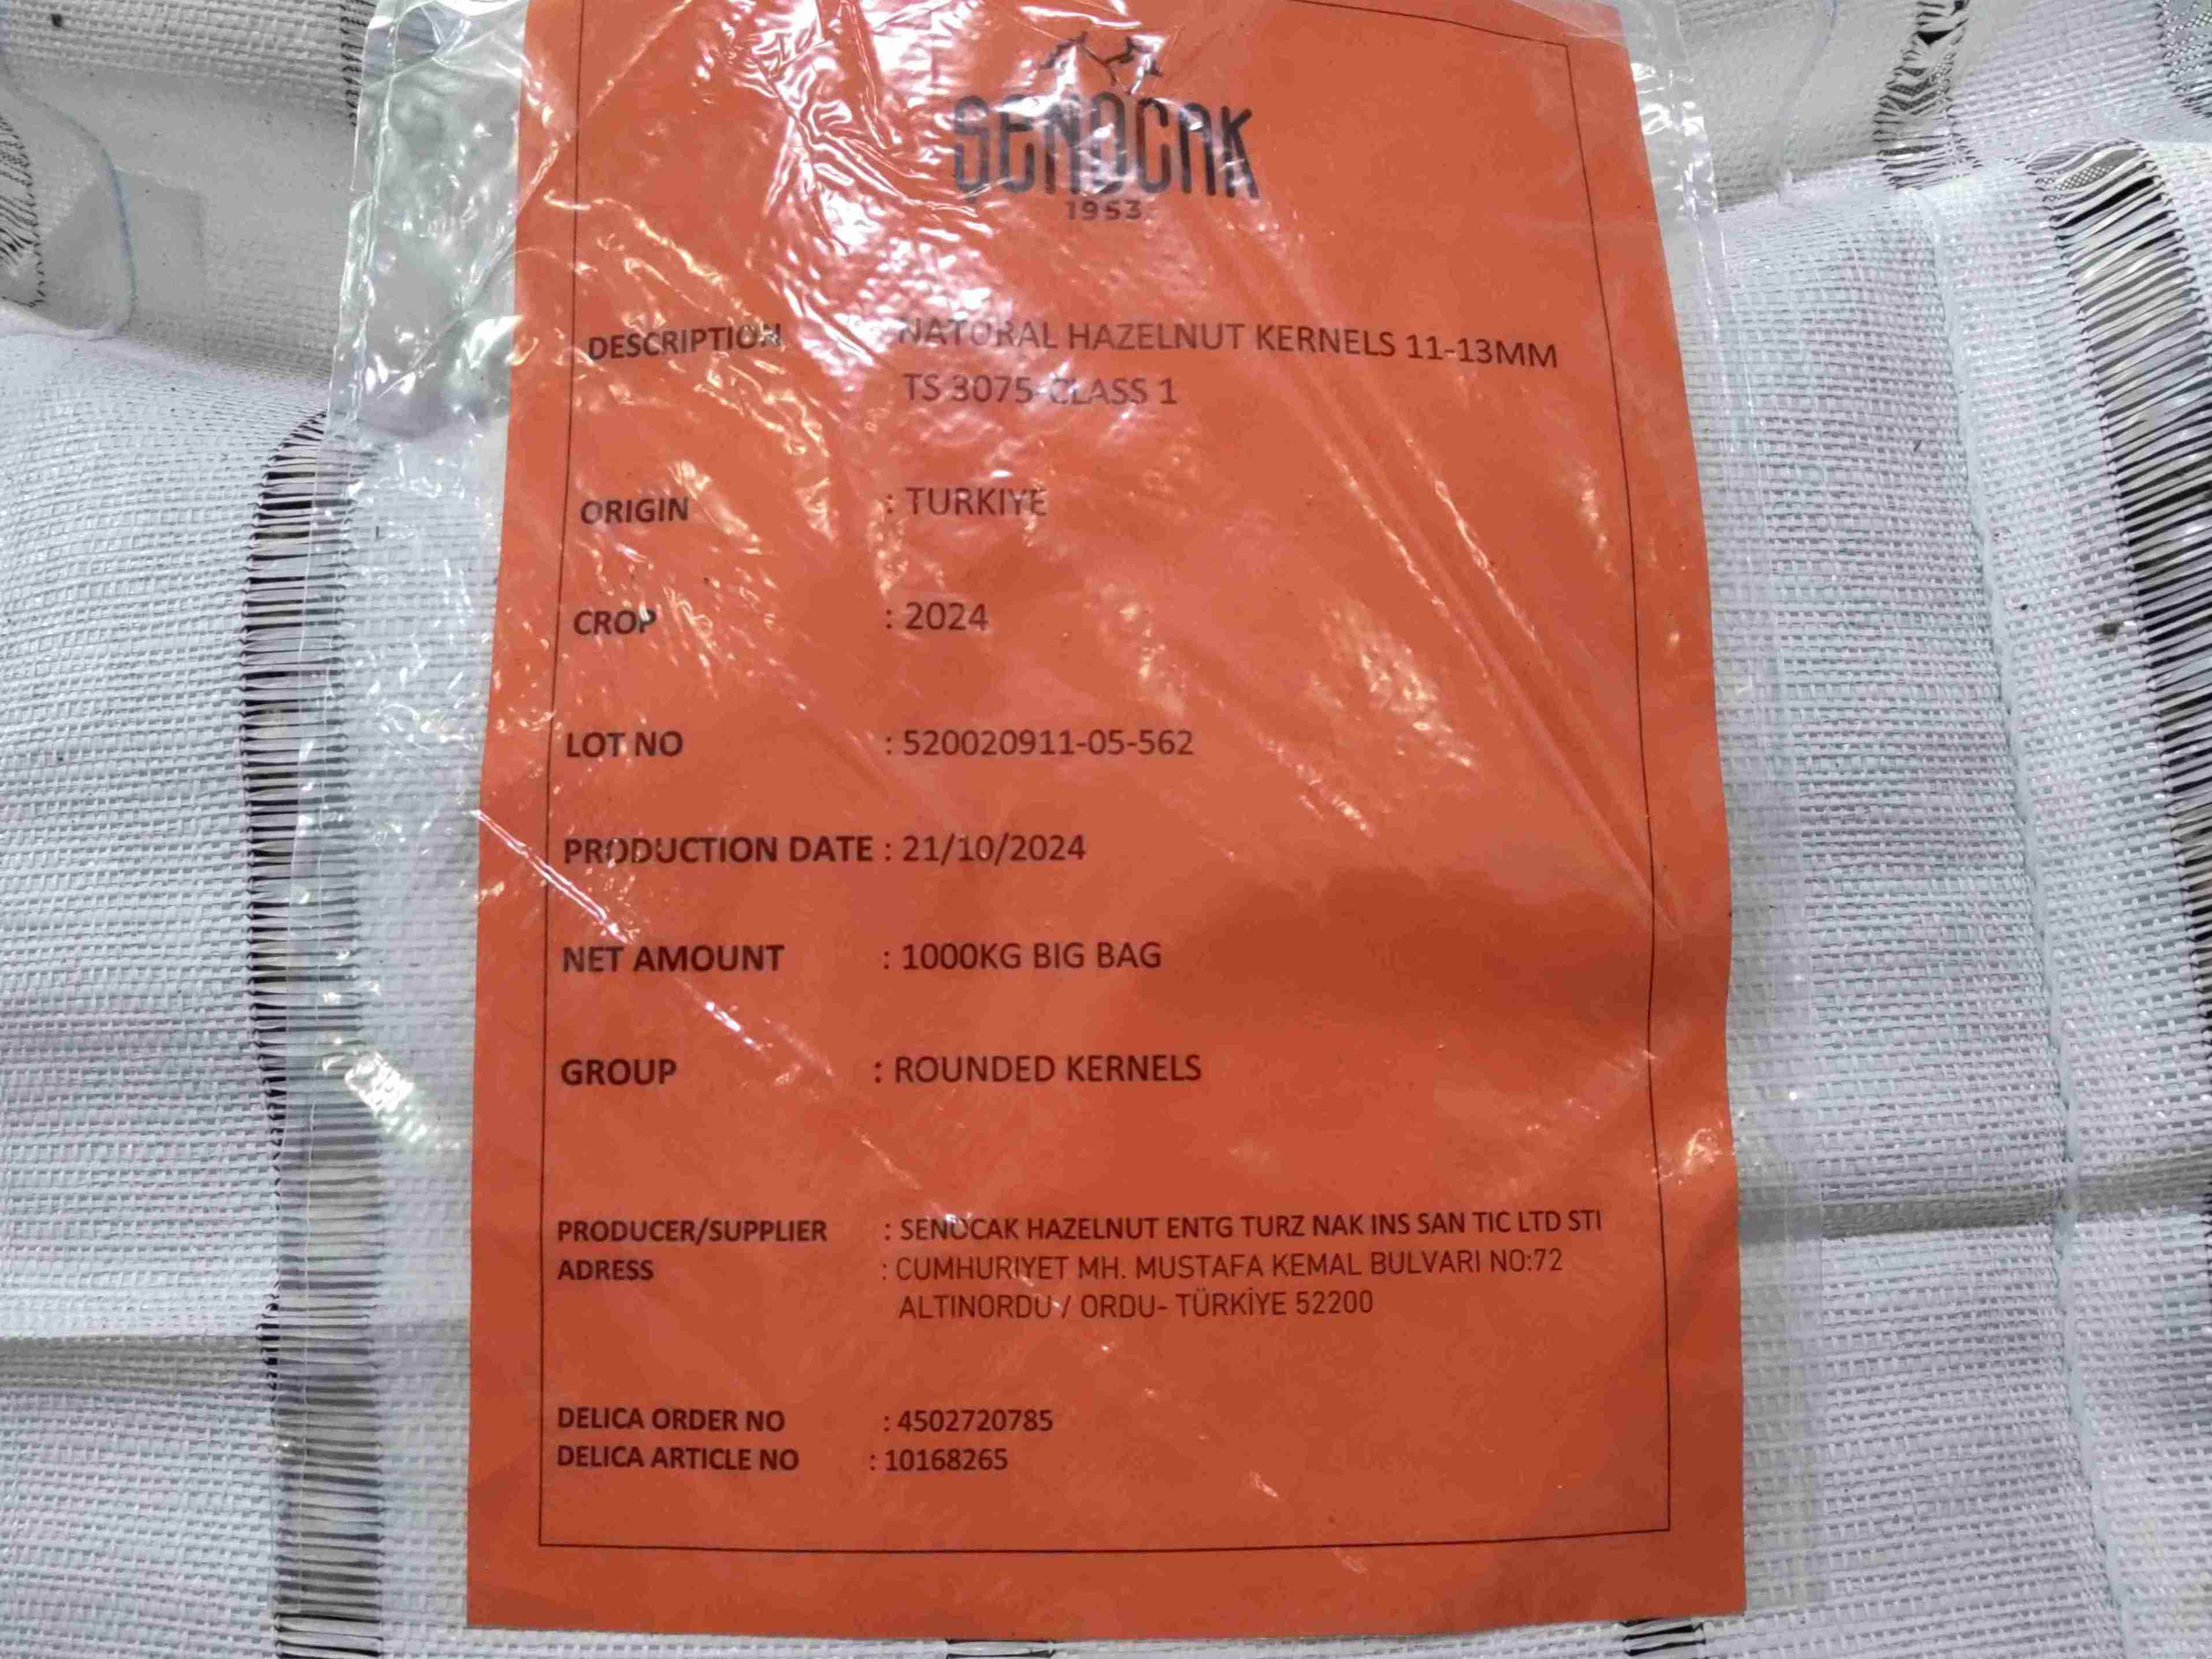 ŞENOCAK
1953
DESCRIPTION : NATURAL HAZELNUT KERNELS 11-13MM
TS 3075-CLASS 1
ORIGIN : TURKIYE
CROP : 2024
LOT NO : 520020911-05-562
PRODUCTION DATE : 21/10/2024
NET AMOUNT : 1000KG BIG BAG
GROUP : ROUNDED KERNELS
PRODUCER/SUPPLIER : SENOCAK HAZELNUT ENTG TURZ NAK INS SAN TIC LTD STI
ADRESS : CUMHURIYET MH. MUSTAFA KEMAL BULVARI NO:72
ALTINORDU / ORDU- TÜRKİYE 52200
DELICA ORDER NO : 4502720785
DELICA ARTICLE NO : 10168265